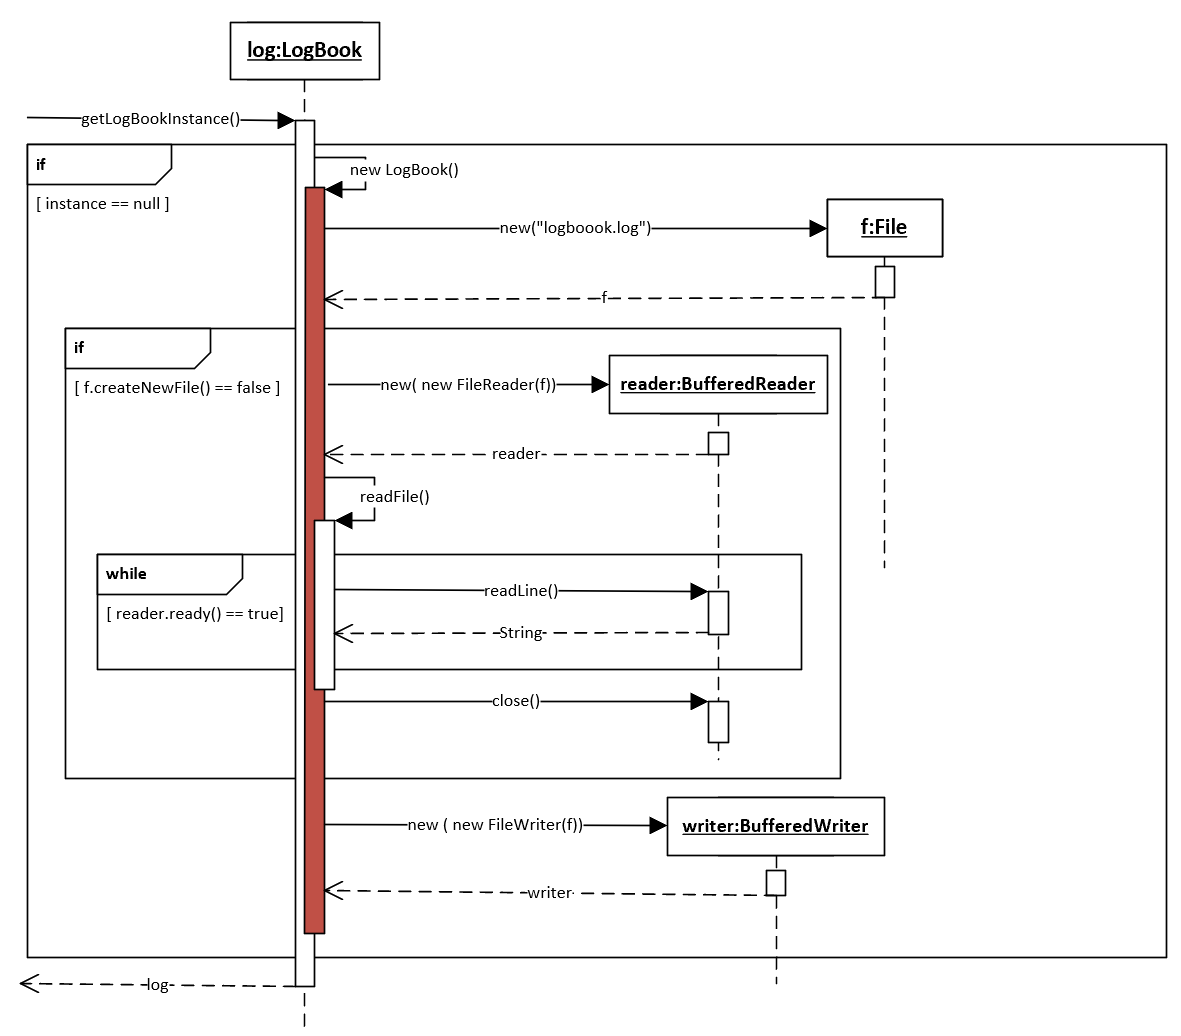 log:LogBook
getLogBookInstance()
if
new LogBook()
[ instance == null ]
new("logboook.log")
f:File
f
if
[ f.createNewFile() == false ]
new( new FileReader(f))
reader:BufferedReader
reader
readFile()
while
[ reader.ready() == true]
readLine()
String
close()
new ( new FileWriter(f))
writer:BufferedWriter
writer
log